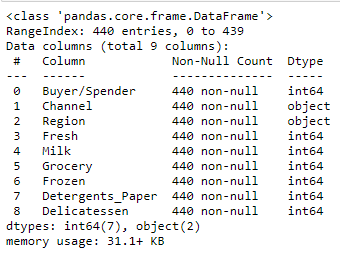 <class 'pandas.core.frame.DataFrame'>
RangeIndex: 440 entries, 0 to 439
Data columns (total 9 columns):
 #   Column            Non-Null Count  Dtype
---  ------            --------------  -----
 0   Buyer/Spender     440 non-null    int64
 1   Channel           440 non-null    object
 2   Region            440 non-null    object
 3   Fresh             440 non-null    int64
 4   Milk              440 non-null    int64
 5   Grocery           440 non-null    int64
 6   Frozen            440 non-null    int64
 7   Detergents_Paper  440 non-null    int64
 8   Delicatessen      440 non-null    int64
dtypes: int64(7), object(2)
memory usage: 31.1+ KB